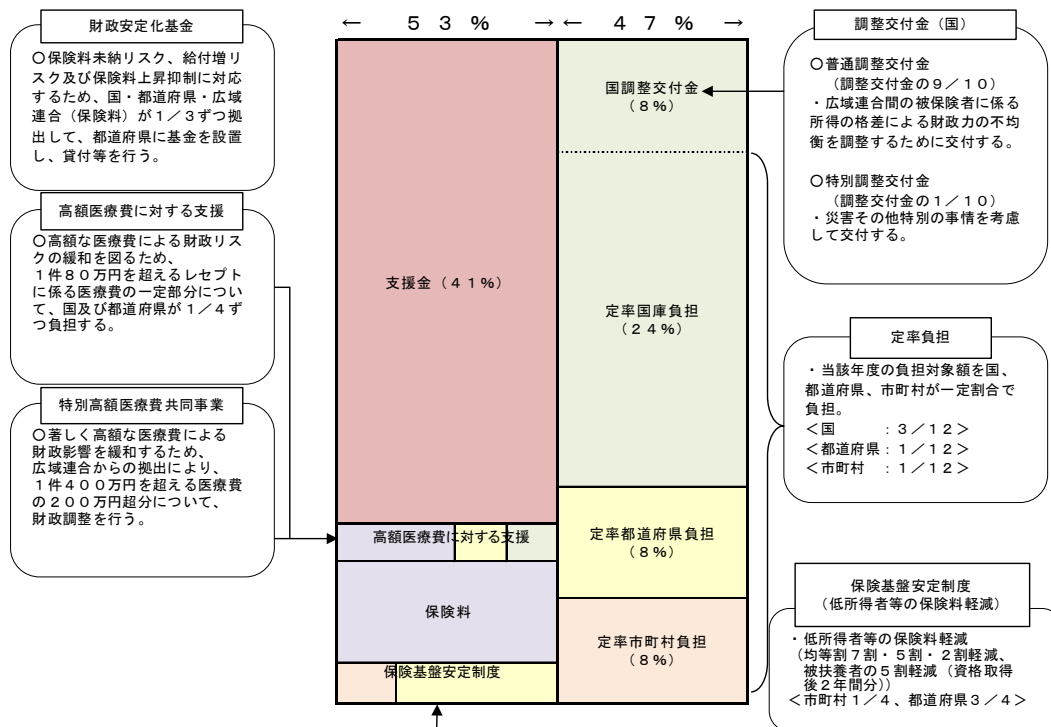 ← ５３％ →
← ４７％ →
財政安定化基金
○保険料未納リスク、給付増リ
スク及び保険料上昇抑制に対応
するため、国・都道府県・広域
連合（保険料）が１／３ずつ拠
出して、都道府県に基金を設置
し、貸付等を行う。
高額医療費に対する支援
○高額な医療費による財政リス
クの緩和を図るため、
１件８０万円を超えるレセプト
に係る医療費の一定部分につい
て、国及び都道府県が１／４ず
つ負担する。
特別高額医療費共同事業
○著しく高額な医療費による
財政影響を緩和するため、
広域連合からの拠出により、
１件４００万円を超える医療費
の２００万円超分について、
財政調整を行う。
支援金（４１％）
高額医療費に対する支援
保険料
保険基盤安定制度
国調整交付金
（８％）
定率国庫負担
（２４％）
定率都道府県負担
（８％）
定率市町村負担
（８％）
調整交付金（国）
○普通調整交付金
（調整交付金の９／１０）
・広域連合間の被保険者に係る
所得の格差による財政力の不均
衡を調整するために交付する。
○特別調整交付金
（調整交付金の１／１０）
・災害その他特別の事情を考慮
して交付する。
定率負担
・当該年度の負担対象額を国、
都道府県、市町村が一定割合で
負担。
＜国　　　：３／１２＞
＜都道府県：１／１２＞
＜市町村　：１／１２＞
保険基盤安定制度
（低所得者等の保険料軽減）
・低所得者等の保険料軽減
（均等割７割・５割・２割軽減、
被扶養者の５割軽減（資格取得
後２年間分））
＜市町村１／４、都道府県３／４＞